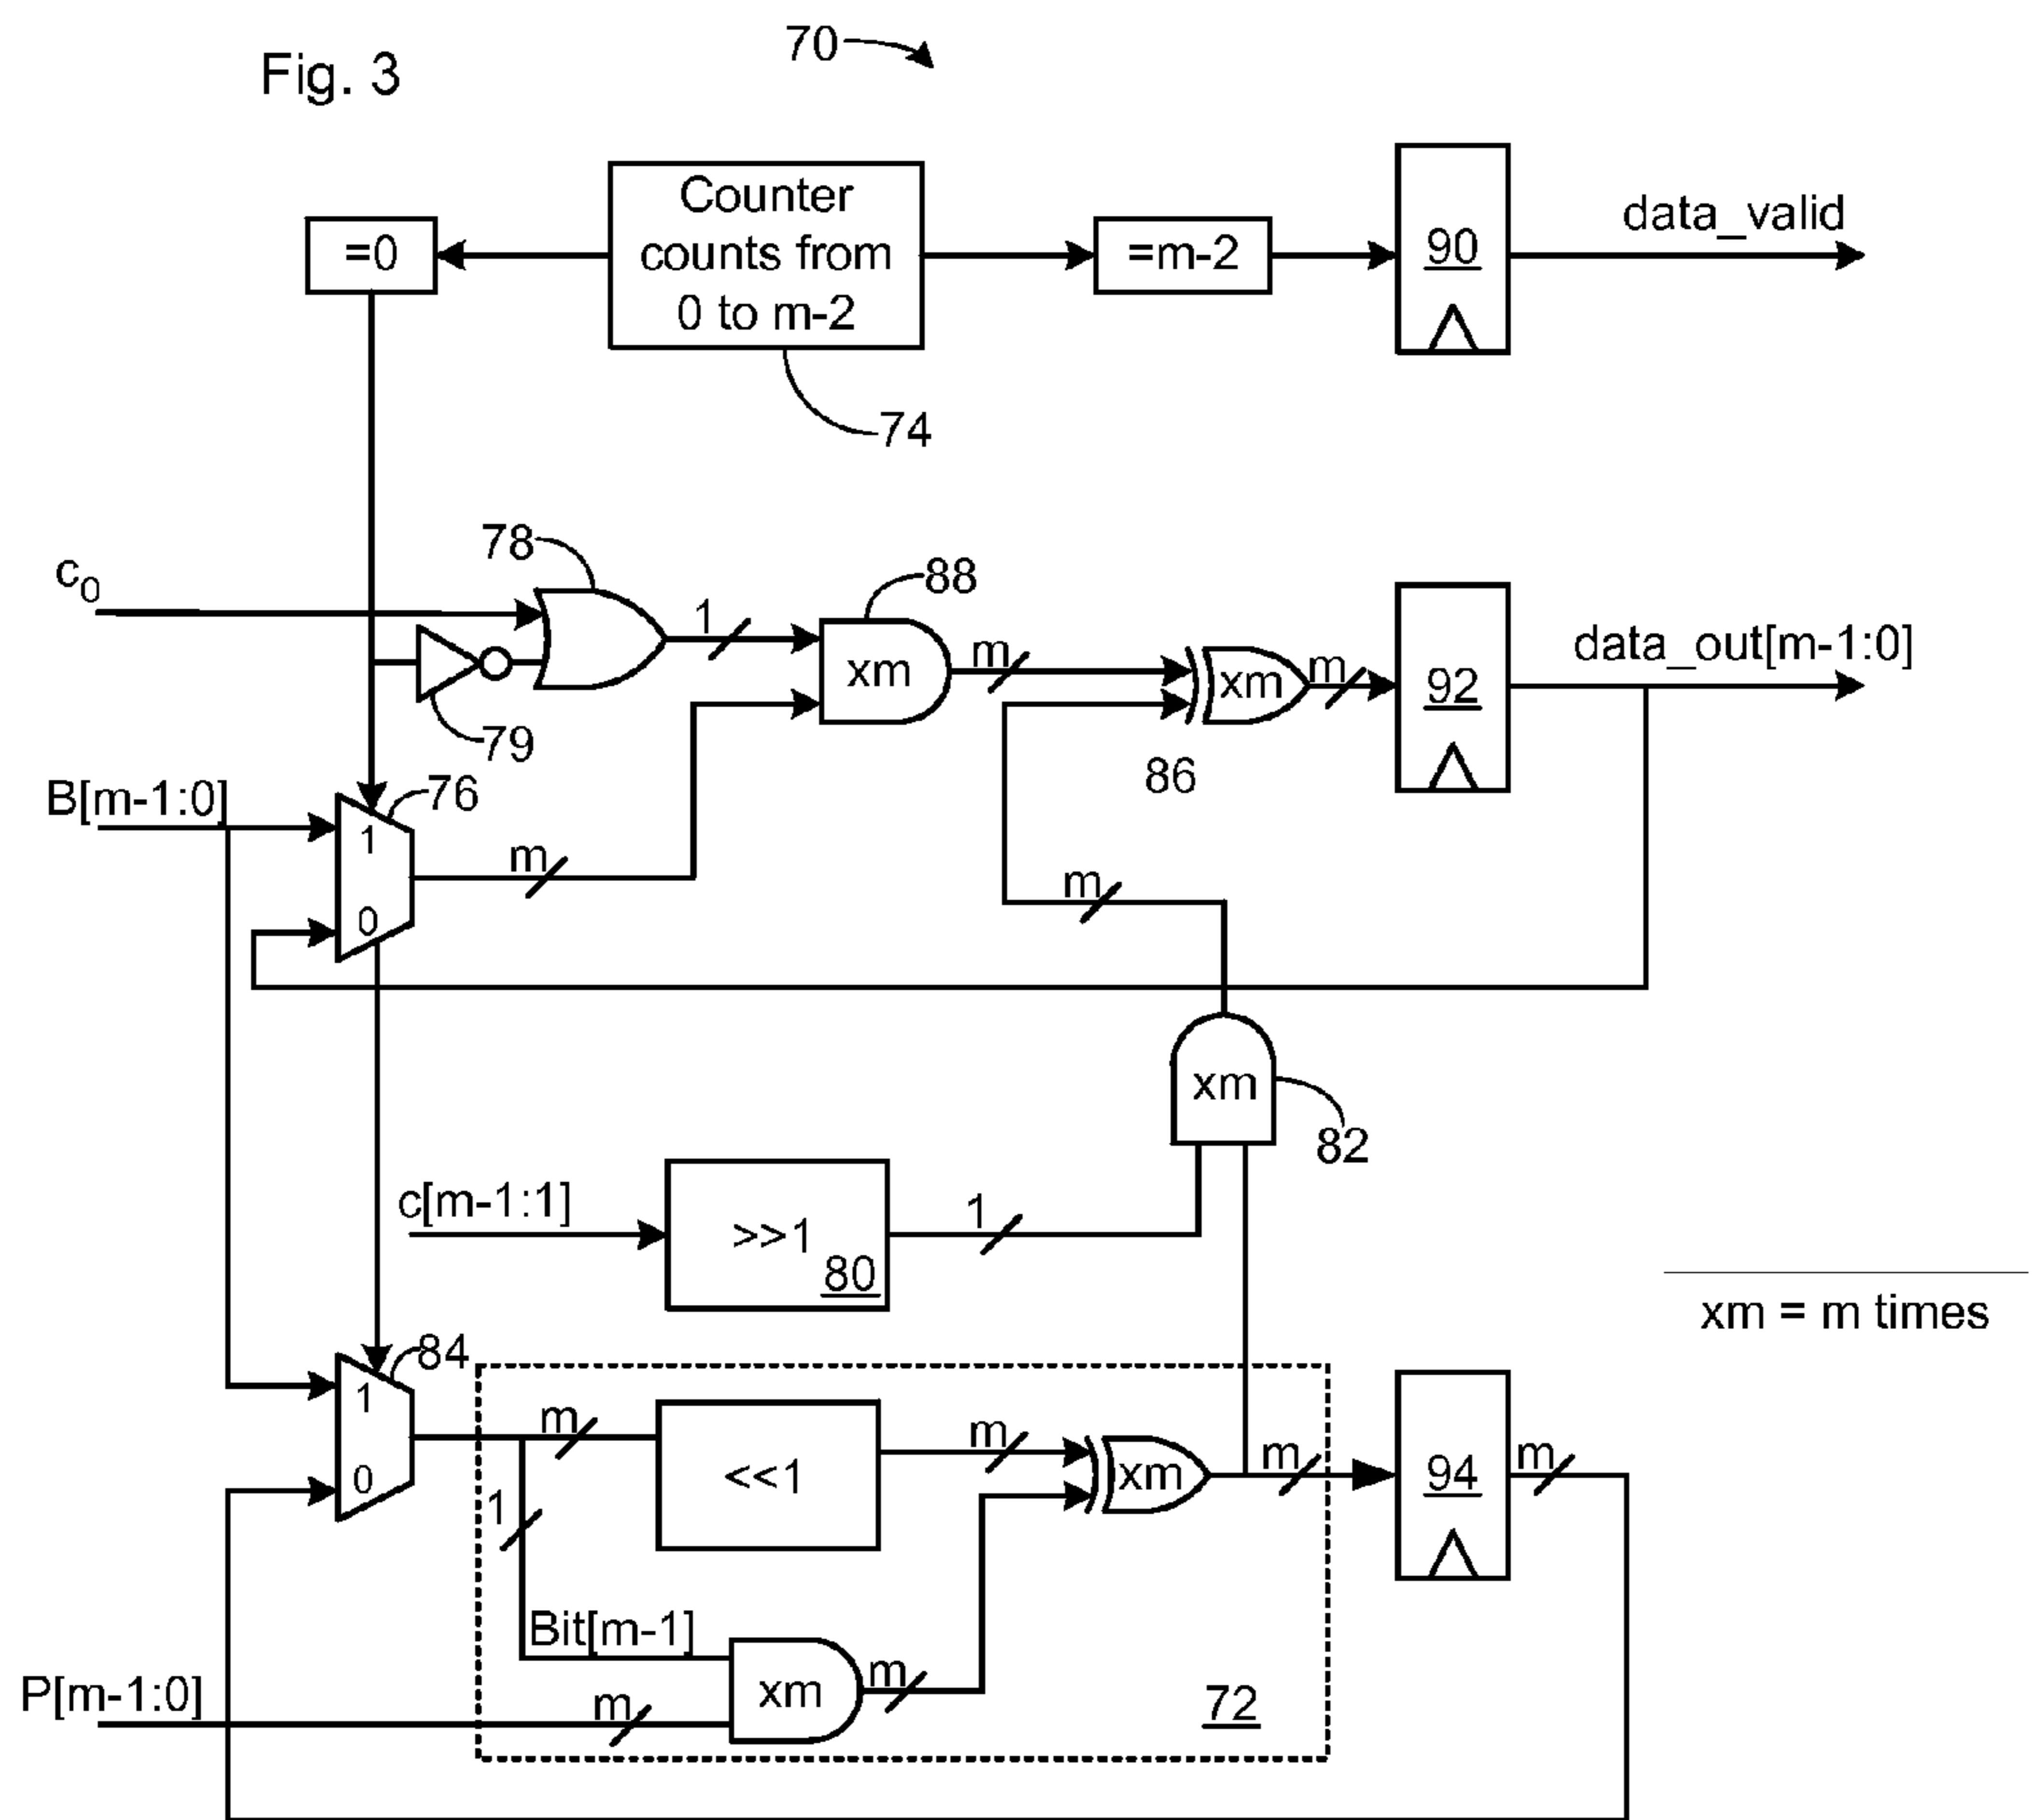 Fig. 3
70
Counter
counts from
0 to m-2
=0
=m-2
90
data_valid
74
c0
78
1
88
xm
m
xm
m
92
data_out[m-1:0]
79
86
B[m-1:0]
76
1
0
m
m
xm
82
c[m-1:1]
>>1
80
1
xm = m times
84
1
0
m
<<1
m
xm
m
94
m
1
Bit[m-1]
xm
m
P[m-1:0]
m
72